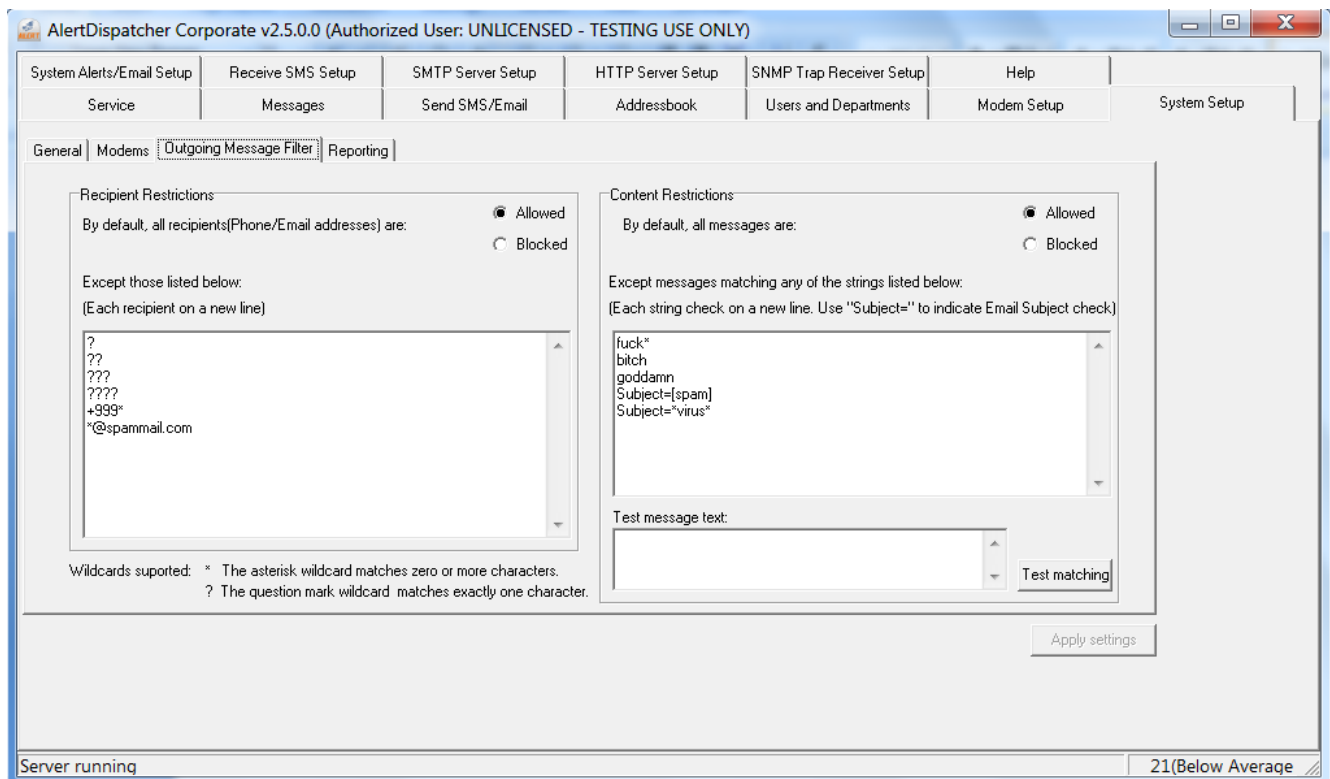 AlertDispatcher Corporate v2.5.0.0 (Authorized User: UNLICENSED - TESTING USE ONLY)
System Alerts/Email Setup Receive SMS Setup SMTP Server Setup HTTP Server Setup SNMP Trap Receiver Setup Help
Service Messages Send SMS/Email Addressbook Users and Departments Modem Setup System Setup
General Modems Outgoing Message Filter Reporting
Recipient Restrictions
By default, all recipients(Phone/Email addresses) are:
Allowed
Blocked
Except those listed below:
(Each recipient on a new line)
?
??
???
????
+999*
*@spammail.com
Wildcards suported: * The asterisk wildcard matches zero or more characters.
? The question mark wildcard matches exactly one character.
Content Restrictions
By default, all messages are:
Allowed
Blocked
Except messages matching any of the strings listed below:
(Each string check on a new line. Use "Subject=" to indicate Email Subject check)
fuck*
bitch
goddamn
Subject=[spam]
Subject=*virus*
Test message text:
Test matching
Apply settings
Server running
21(Below Average